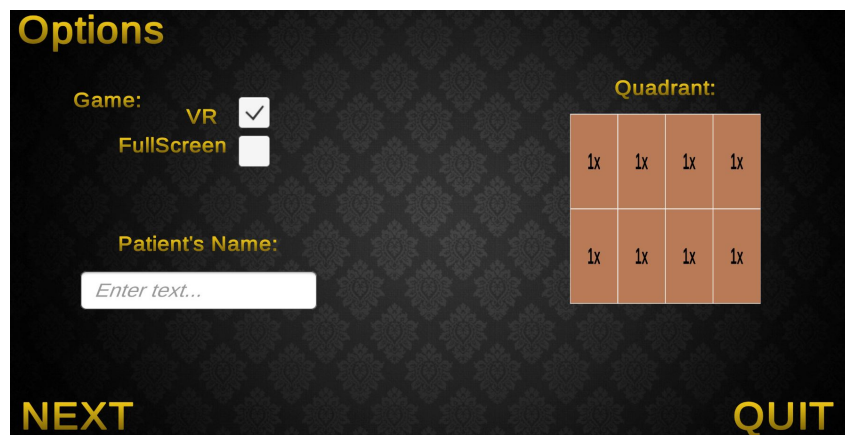 Options
Game:
VR
FullScreen
Patient's Name:
Enter text...
Quadrant:
1x 1x 1x 1x
1x 1x 1x 1x
NEXT
QUIT